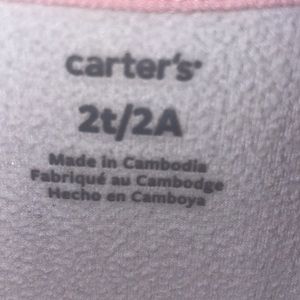 carter's
2t/2A
Made in Cambodia
Fabriqué au Cambodge
Hecho en Camboya